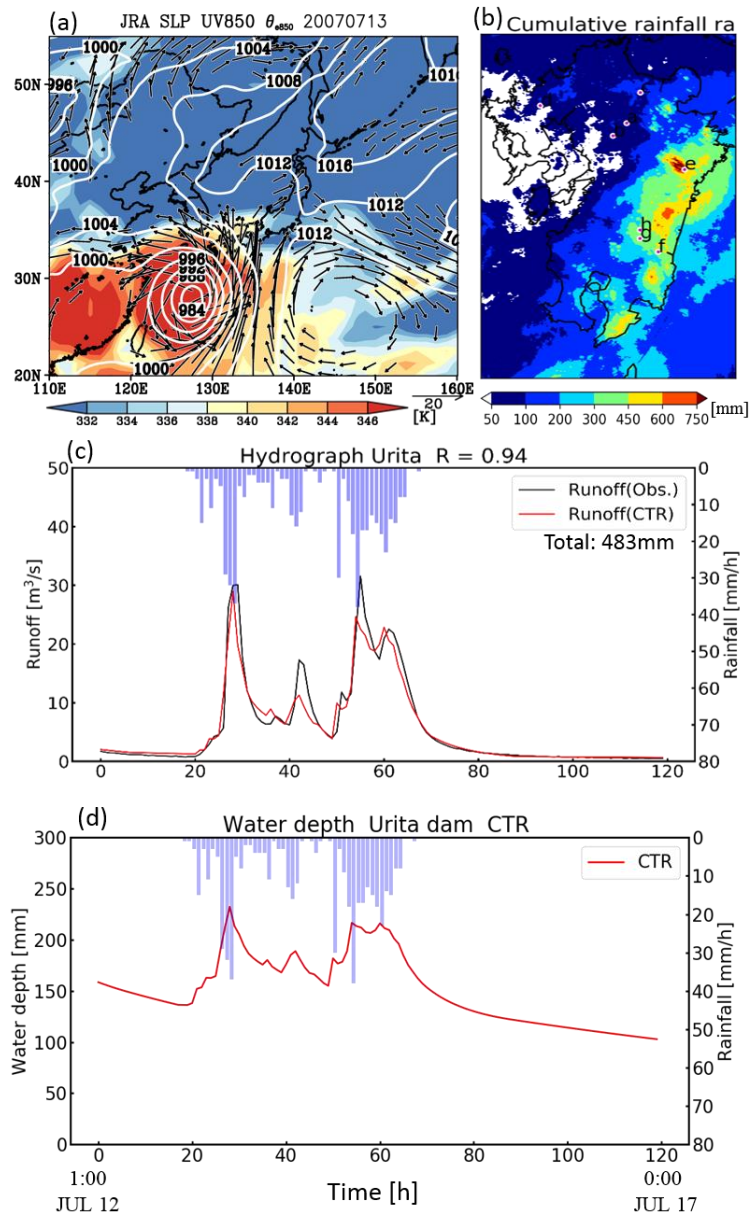 (a) JRA SLP UV850 θe850 20070713
1000 1004 1008 1016
996
1000 1012 1016
1004 1012 1012
1000 996 992
984
1000
50N
40N
30N
20N
110E 120E 130E 140E 150E 160E
20
332 334 336 338 340 342 344 346 [K]
(b) Cumulative rainfall ra
e
h
g
f
50 100 200 300 450 600 750 [mm]
(c) Hydrograph Urita R = 0.94
Runoff(Obs.)
Runoff(CTR)
Total: 483mm
Runoff [m³/s]
50
40
30
20
10
0
Rainfall [mm/h]
0
10
20
30
40
50
60
70
80
0 20 40 60 80 100 120
(d) Water depth Urita dam CTR
CTR
Water depth [mm]
300
250
200
150
100
50
0
Rainfall [mm/h]
0
10
20
30
40
50
60
70
80
0 20 40 60 80 100 120
1:00
JUL 12
Time [h]
0:00
JUL 17